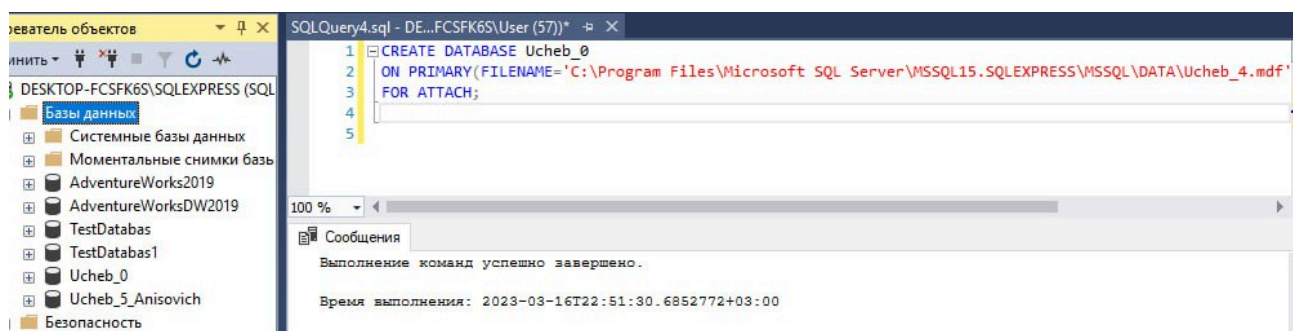 реватель объектов
инить
DESKTOP-FCSFK6S\SQLEXPRESS (SQL
Базы данных
Системные базы данных
Моментальные снимки базь
AdventureWorks2019
AdventureWorksDW2019
TestDatabas
TestDatabas1
Ucheb_0
Ucheb_5_Anisovich
Безопасность
SQLQuery4.sql - DE...FCSFK6S\User (57))*
1 CREATE DATABASE Ucheb_0
2 ON PRIMARY(FILENAME='C:\Program Files\Microsoft SQL Server\MSSQL15.SQLEXPRESS\MSSQL\DATA\Ucheb_4.mdf'
3 FOR ATTACH;
4
5
100 %
Сообщения
Выполнение команд успешно завершено.
Время выполнения: 2023-03-16T22:51:30.6852772+03:00